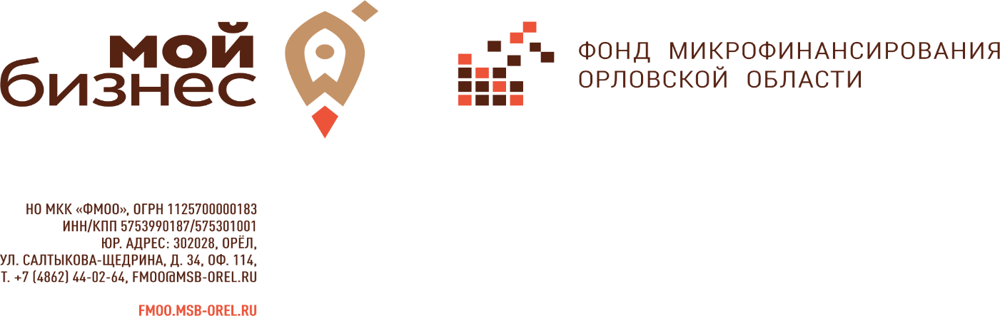 мой
бизнес
ФОНД МИКРОФИНАНСИРОВАНИЯ
ОРЛОВСКОЙ ОБЛАСТИ
НО МКК «ФМОО», ОГРН 1125700000183
ИНН/КПП 5753990187/575301001
ЮР. АДРЕС: 302028, ОРЁЛ,
УЛ. САЛТЫКОВА-ЩЕДРИНА, Д. 34, ОФ. 114,
Т. +7 (4862) 44-02-64, FMOO@MSB-OREL.RU
FMOO.MSB-OREL.RU